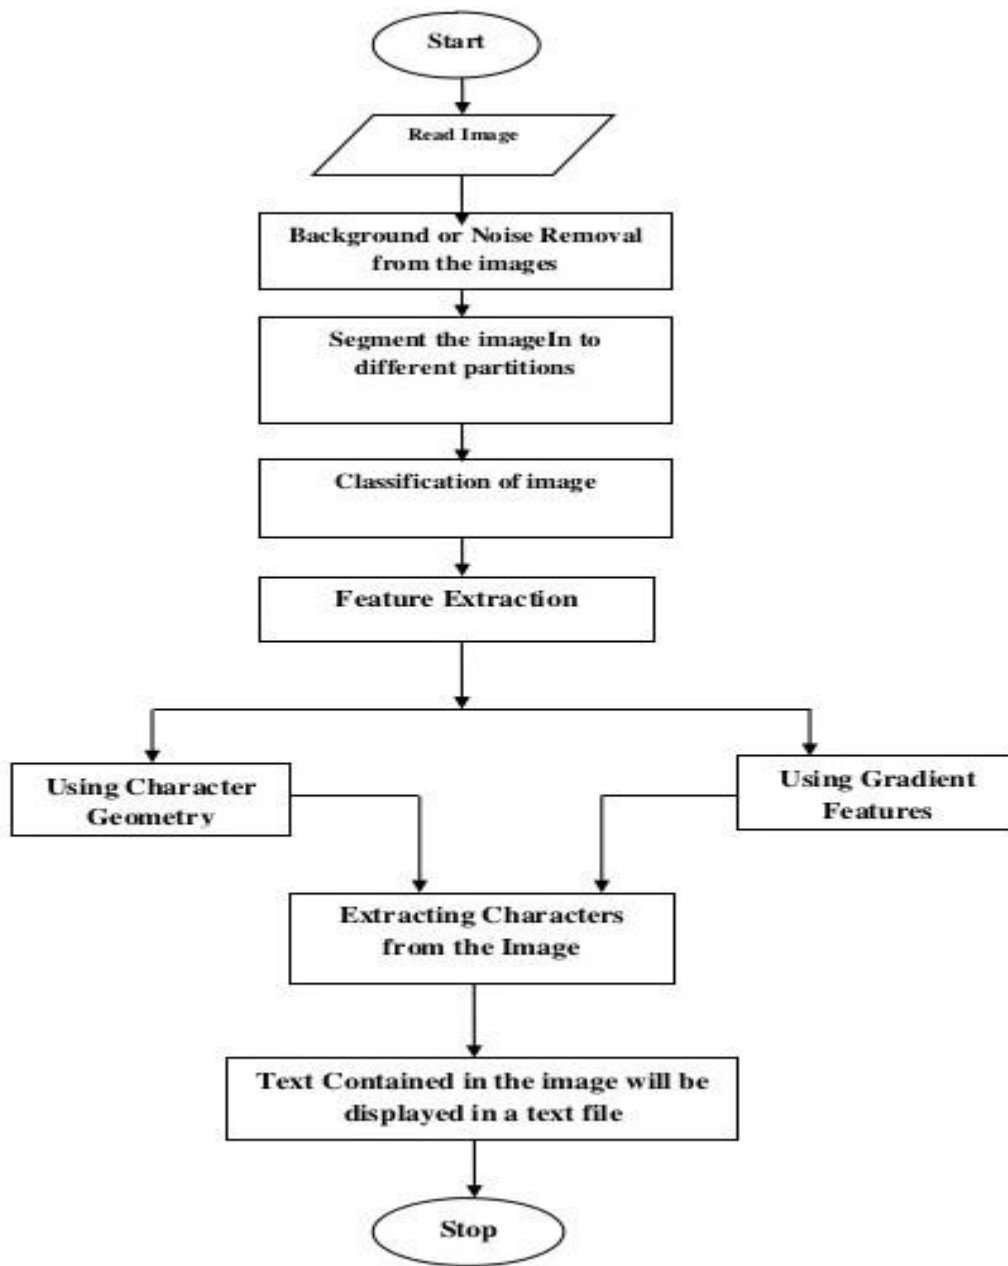 Start
Read Image
Background or Noise Removal
from the images
Segment the imageIn to
different partitions
Classification of image
Feature Extraction
Using Character
Geometry
Using Gradient
Features
Extracting Characters
from the Image
Text Contained in the image will be
displayed in a text file
Stop